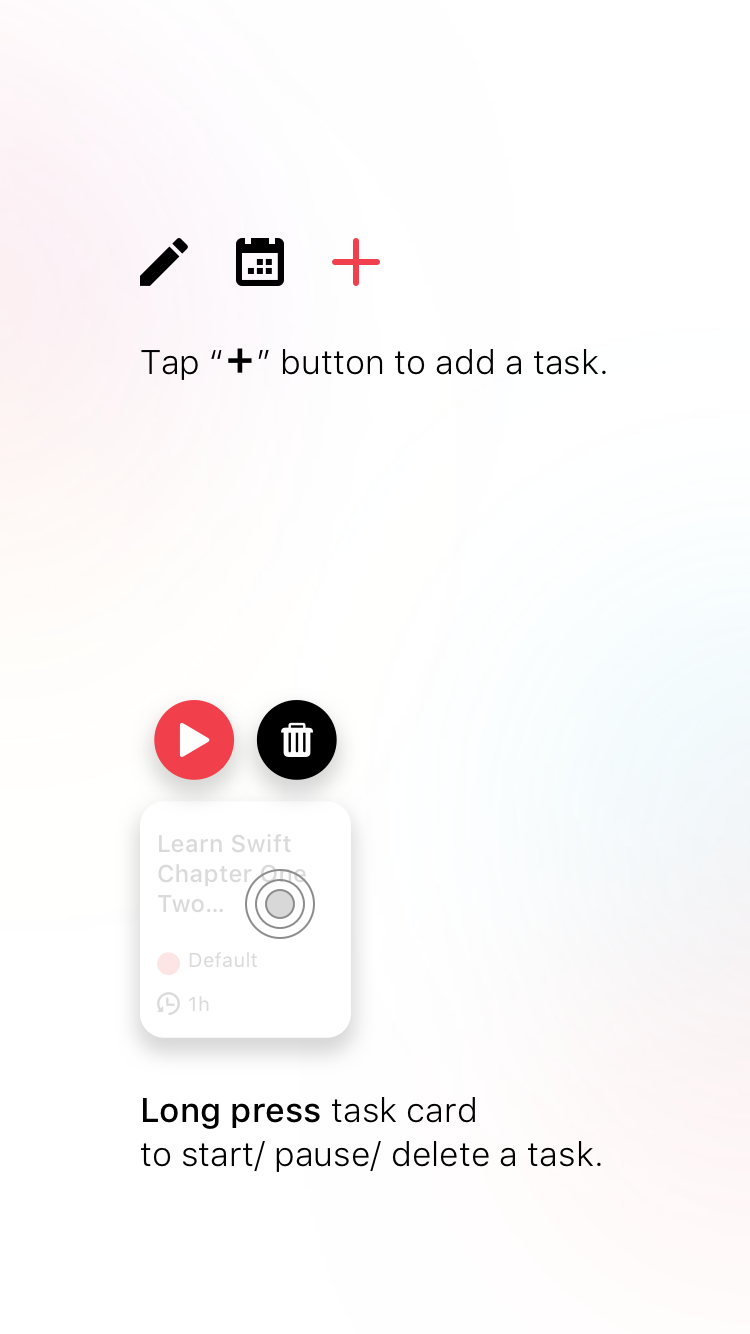 Tap “+” button to add a task.
Learn Swift
Chapter One
Two...
Default
1h
Long press task card
to start/ pause/ delete a task.